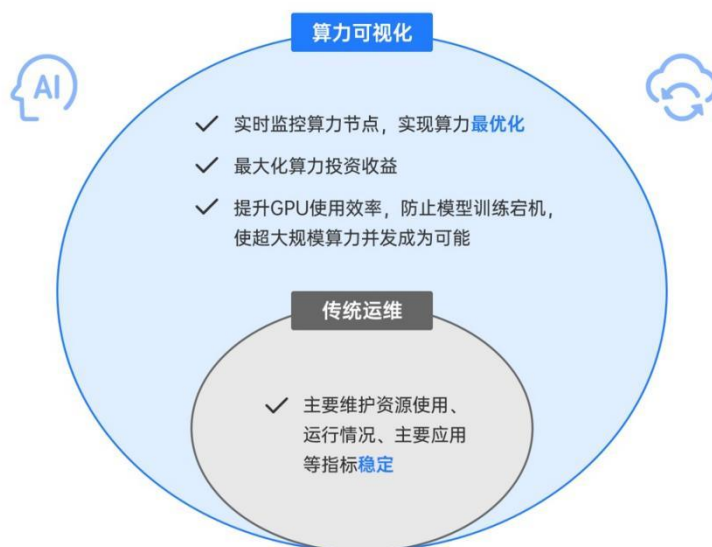 算力可视化
AI
实时监控算力节点，实现算力最优化
最大化算力投资收益
提升GPU使用效率，防止模型训练宕机，
使超大规模算力并发成为可能
传统运维
主要维护资源使用、
运行情况、主要应用
等指标稳定